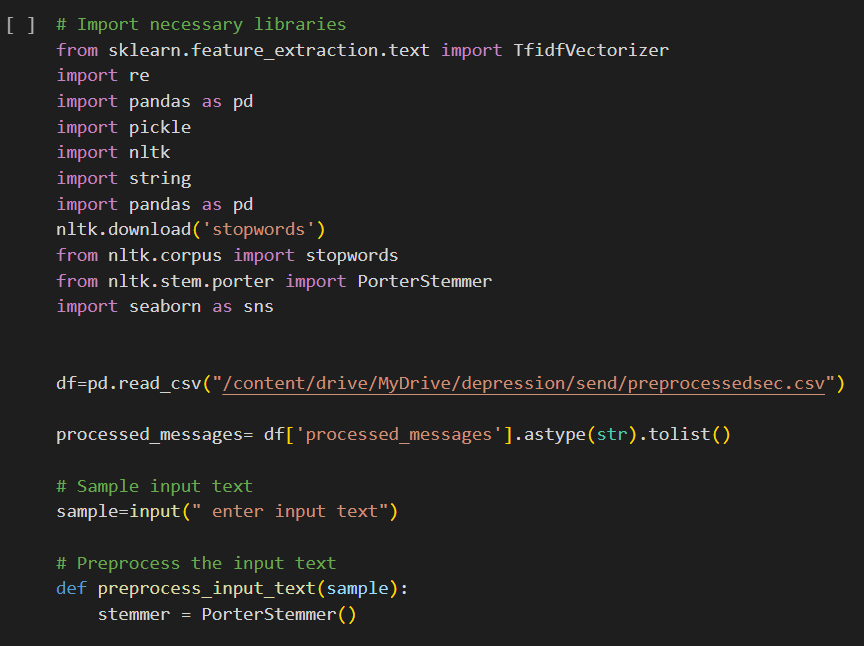 [ ] # Import necessary libraries
from sklearn.feature_extraction.text import TfidfVectorizer
import re
import pandas as pd
import pickle
import nltk
import string
import pandas as pd
nltk.download('stopwords')
from nltk.corpus import stopwords
from nltk.stem.porter import PorterStemmer
import seaborn as sns
df=pd.read_csv("/content/drive/MyDrive/depression/send/preprocessedsec.csv")
processed_messages= df['processed_messages'].astype(str).tolist()
# Sample input text
sample=input(" enter input text")
# Preprocess the input text
def preprocess_input_text(sample):
    stemmer = PorterStemmer()